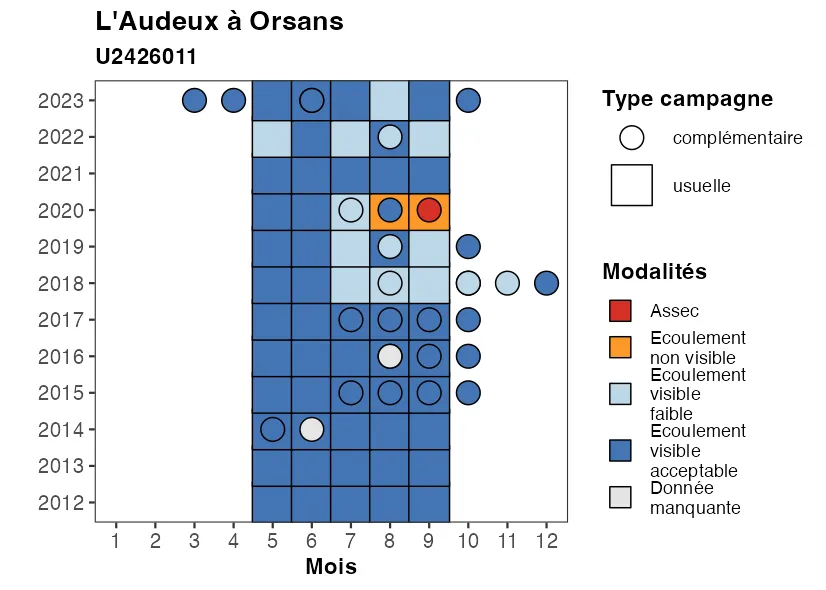 L'Audeux à Orsans
U2426011
2023
2022
2021
2020
2019
2018
2017
2016
2015
2014
2013
2012
1 2 3 4 5 6 7 8 9 10 11 12
Mois
Type campagne
complémentaire
usuelle
Modalités
Assec
Ecoulement
non visible
Ecoulement
visible
faible
Ecoulement
visible
acceptable
Donnée
manquante